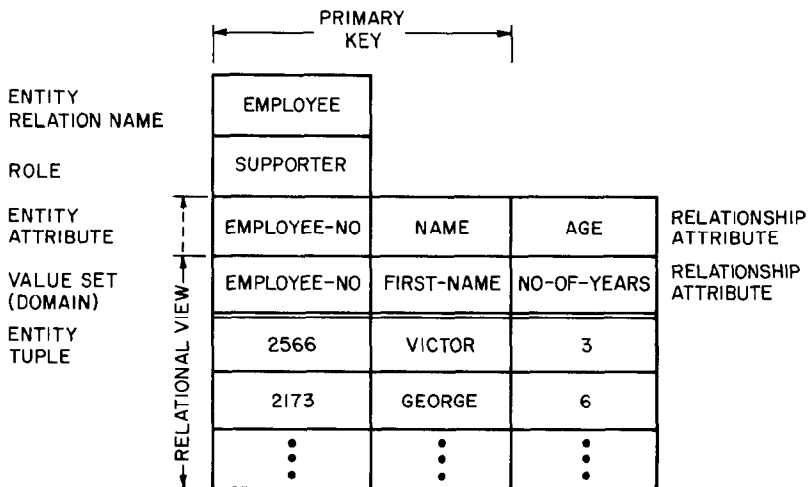 PRIMARY
KEY
ENTITY
RELATION NAME
EMPLOYEE
ROLE
SUPPORTER
ENTITY
ATTRIBUTE
EMPLOYEE-NO
NAME
AGE
RELATIONSHIP
ATTRIBUTE
VALUE SET
(DOMAIN)
EMPLOYEE-NO
FIRST-NAME
NO-OF-YEARS
RELATIONSHIP
ATTRIBUTE
ENTITY
TUPLE
RELATIONAL VIEW
2566
VICTOR
3
2173
GEORGE
6